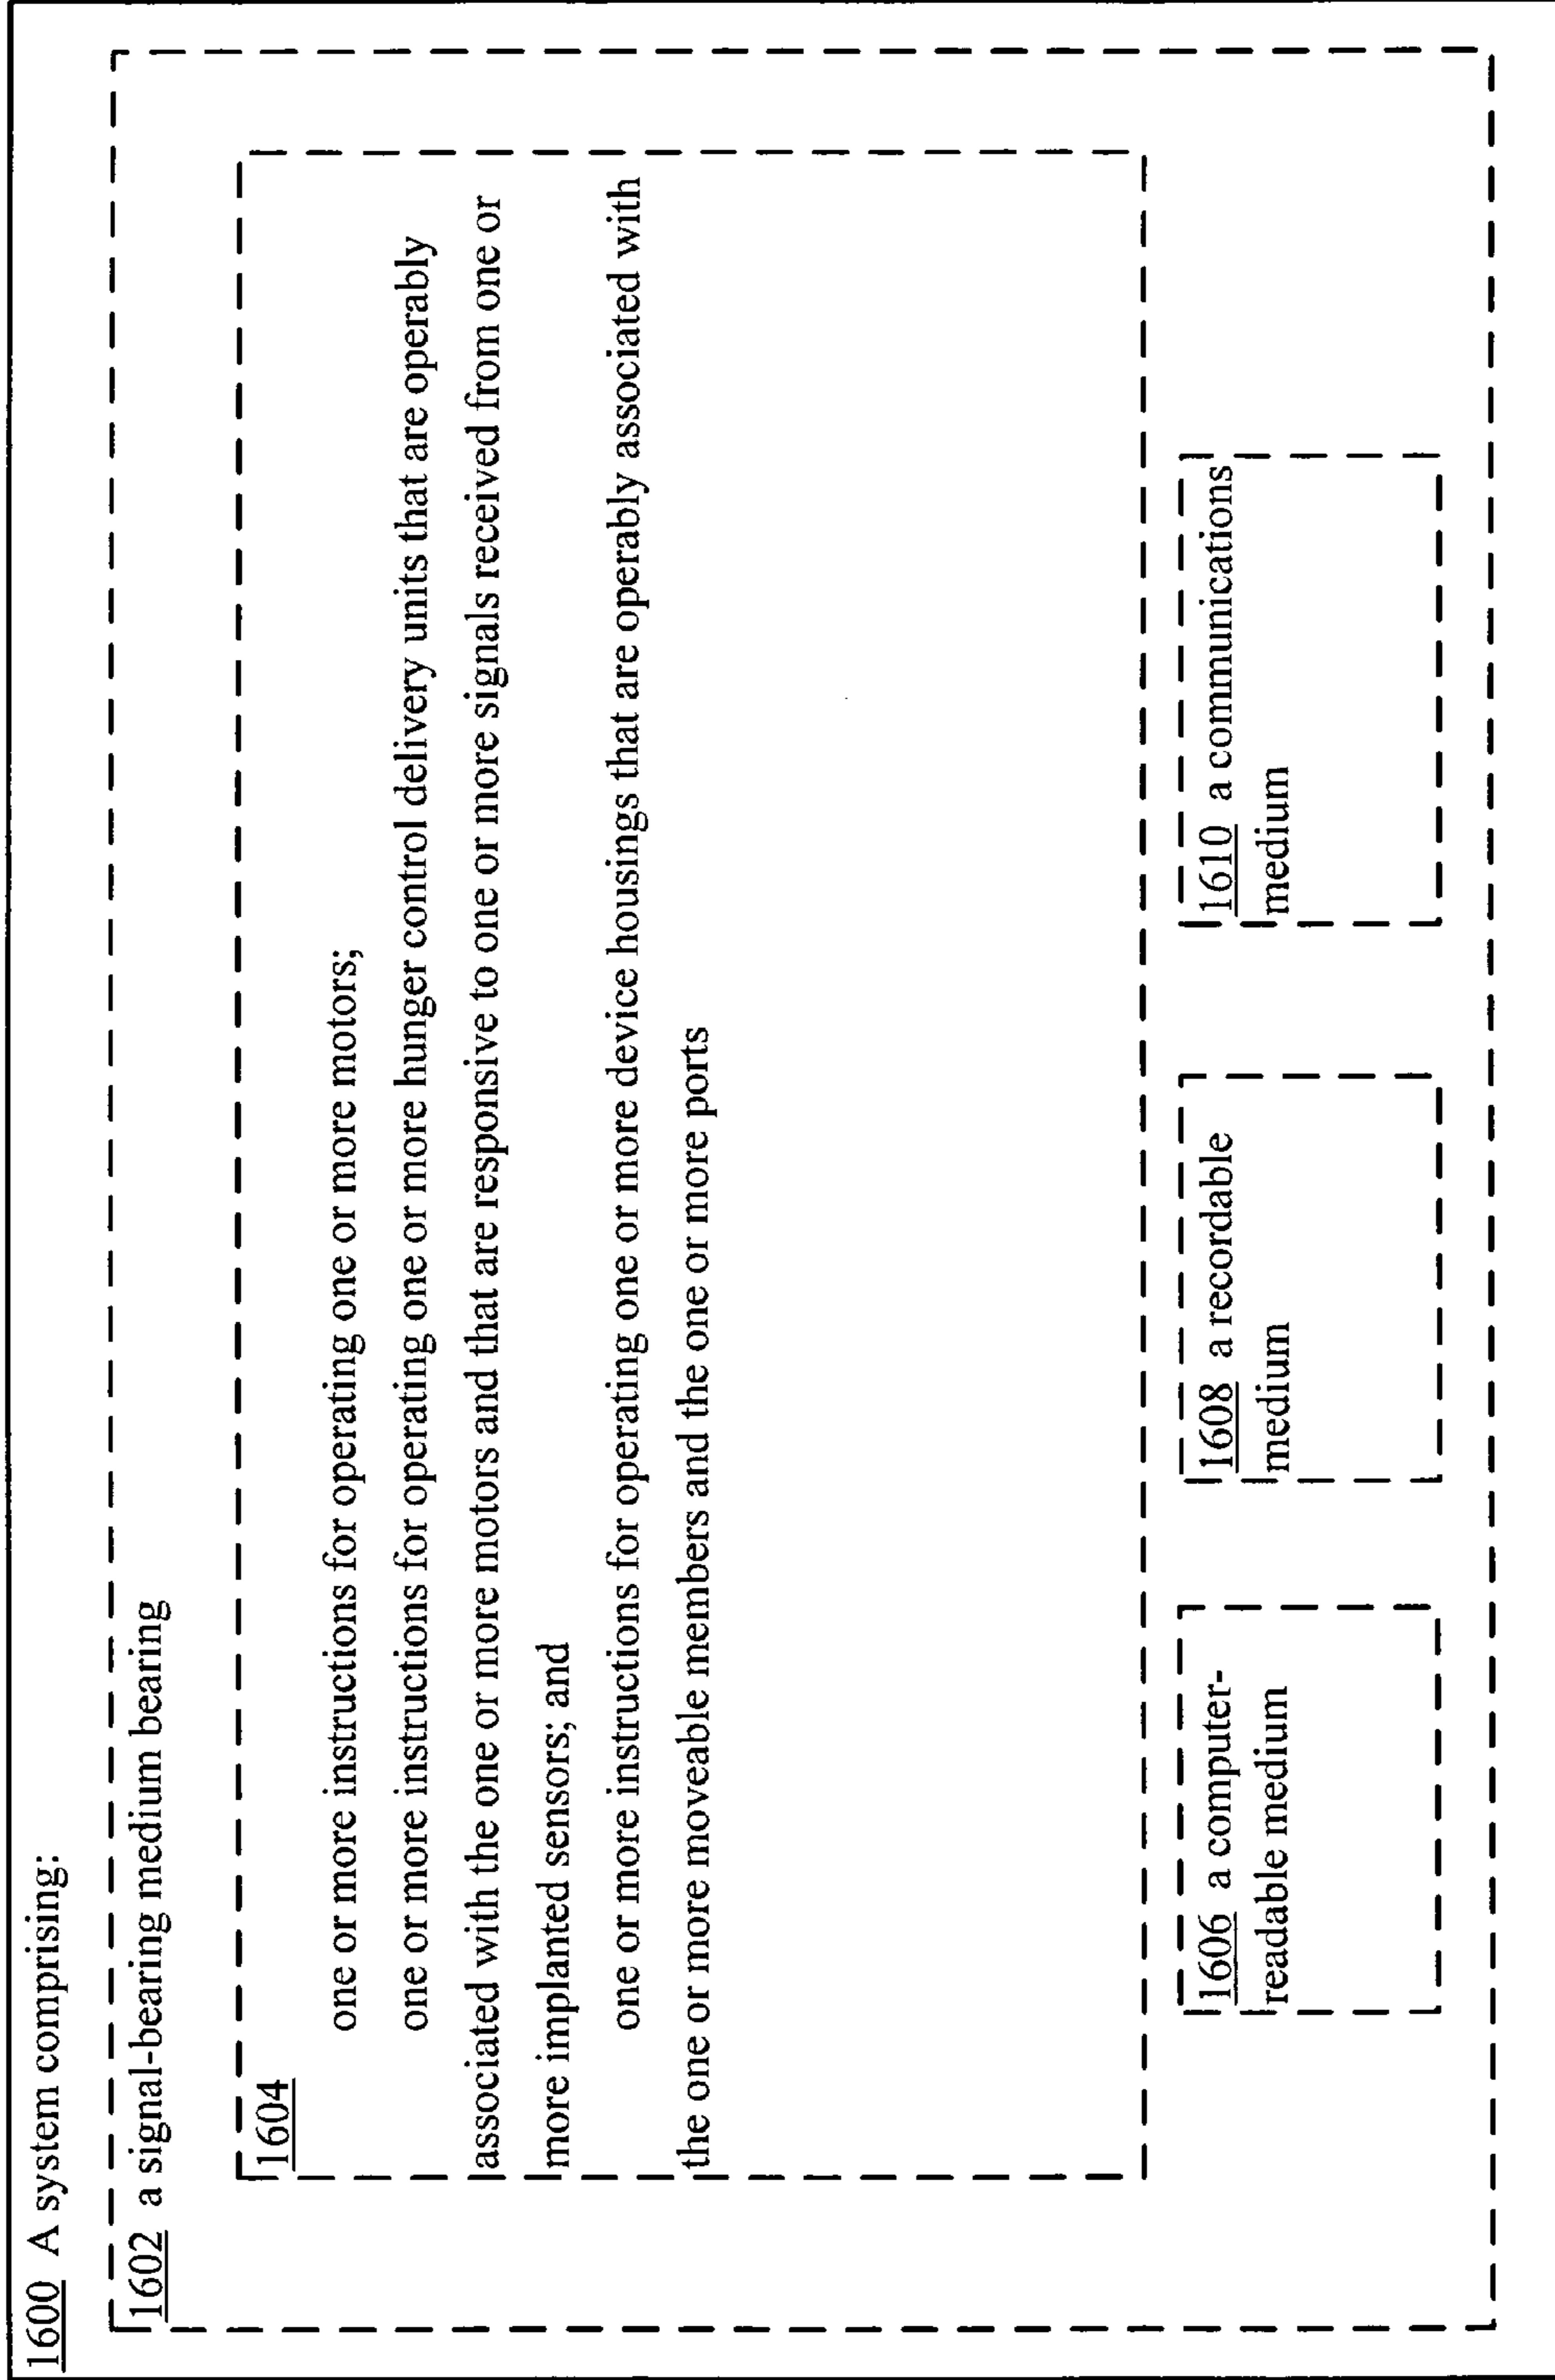 1600 A system comprising:
1602 a signal-bearing medium bearing
1604
one or more instructions for operating one or more motors;
one or more instructions for operating one or more hunger control delivery units that are operably
associated with the one or more motors and that are responsive to one or more signals received from one or
more implanted sensors; and
one or more instructions for operating one or more device housings that are operably associated with
the one or more moveable members and the one or more ports
1606 a computer-
readable medium
1608 a recordable
medium
1610 a communications
medium